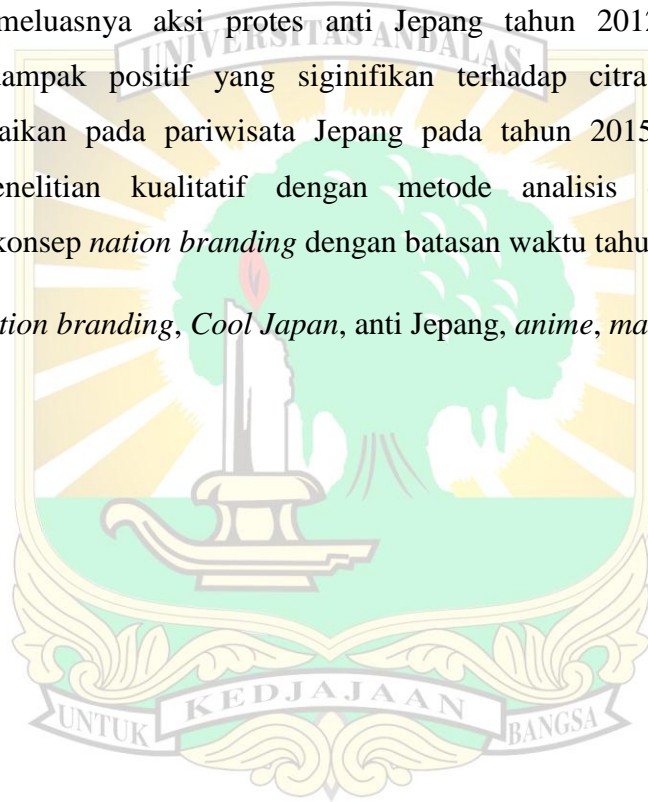 meluasnya aksi protes anti Jepang tahun 2012
ampak positif yang siginifikan terhadap citra
aikan pada pariwisata Jepang pada tahun 2015
enelitian kualitatif dengan metode analisis
konsep nation branding dengan batasan waktu tahu
tion branding, Cool Japan, anti Jepang, anime, ma
UNIVERSITAS ANDALAS
UNTUK KEDJAJAAN BANGSA